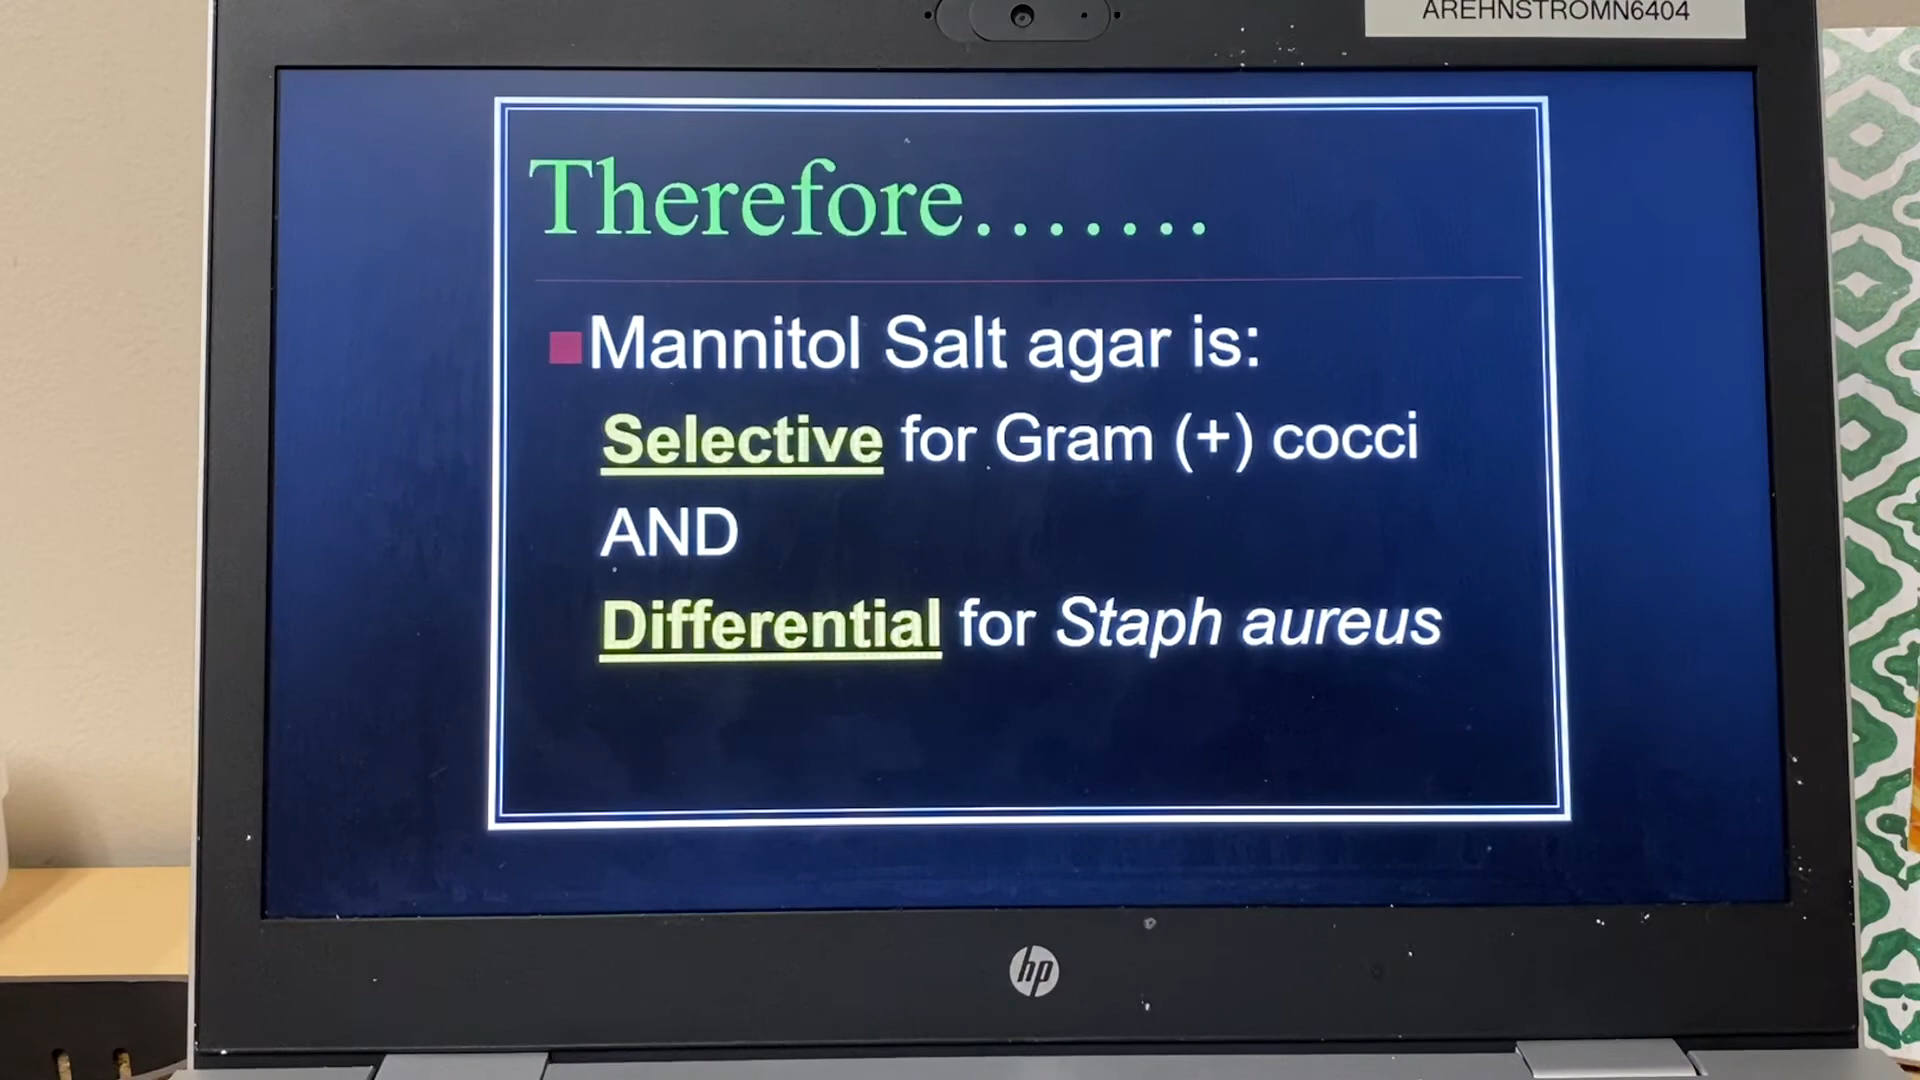 AREHNSTROMN6404
Therefore.......
Mannitol Salt agar is:
Selective for Gram (+) cocci
AND
Differential for Staph aureus
hp